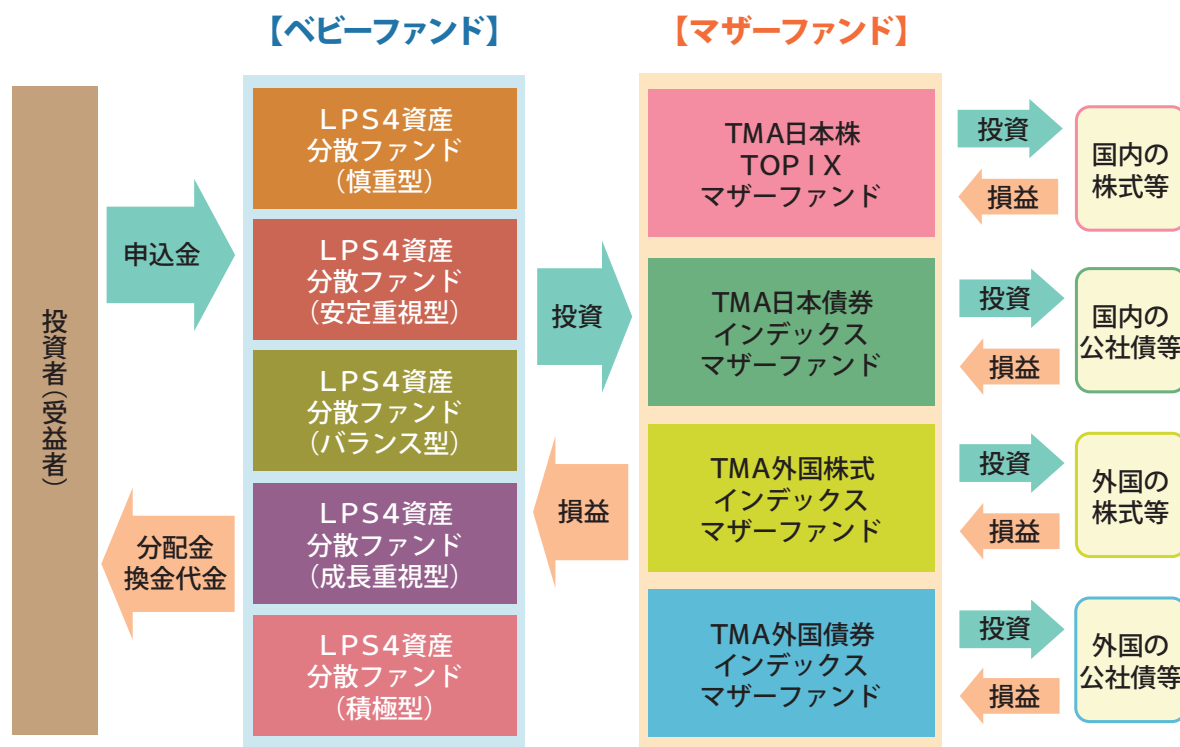 【ベビーファンド】
【マザーファンド】
投資者(受益者)
申込金
分配金
換金代金
LPS4資産
分散ファンド
(慎重型)
LPS4資産
分散ファンド
(安定重視型)
LPS4資産
分散ファンド
(バランス型)
LPS4資産
分散ファンド
(成長重視型)
LPS4資産
分散ファンド
(積極型)
投資
損益
TMA日本株
TOPIX
マザーファンド
投資
損益
国内の
株式等
TMA日本債券
インデックス
マザーファンド
投資
損益
国内の
公社債等
TMA外国株式
インデックス
マザーファンド
投資
損益
外国の
株式等
TMA外国債券
インデックス
マザーファンド
投資
損益
外国の
公社債等